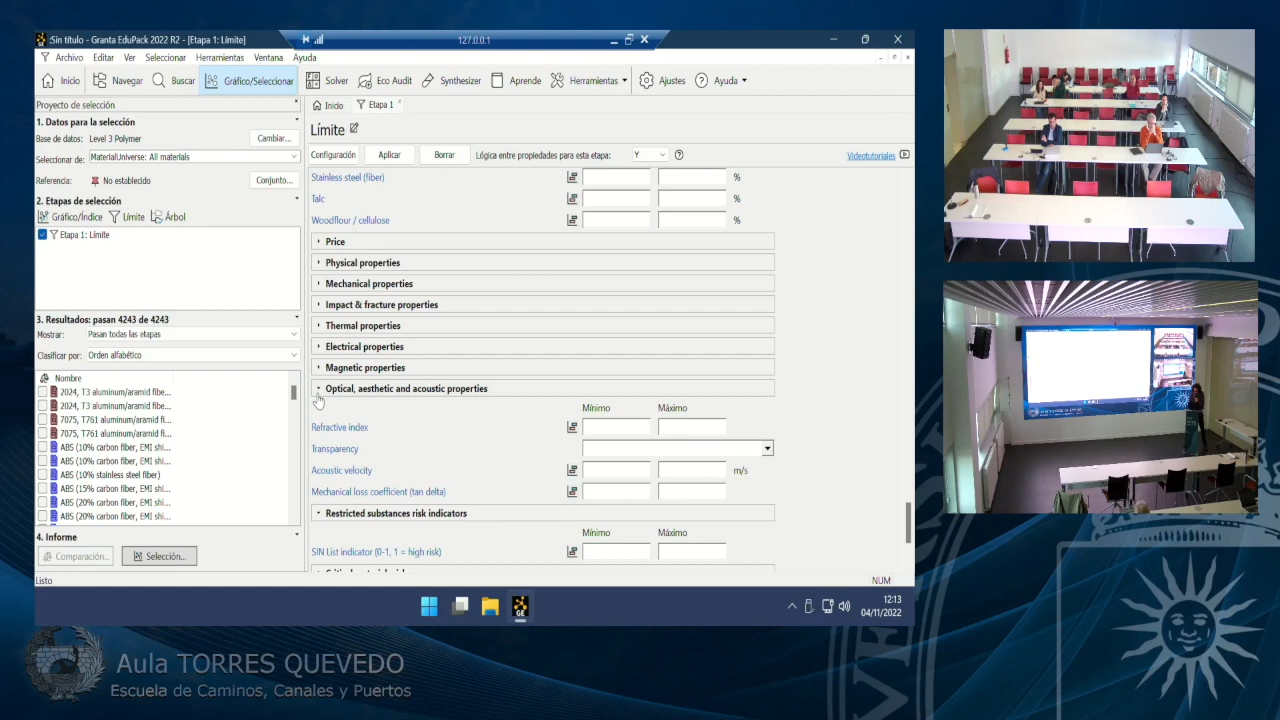 :Sin título - Granta EduPack 2022 R2 - [Etapa 1: Límite]
127.0.0.1
Archivo Editar Ver Seleccionar Herramientas Ventana Ayuda
Inicio Navegar Buscar Gráfico/Seleccionar Solver Eco Audit Synthesizer Aprende Herramientas Ajustes Ayuda
Proyecto de selección
1. Datos para la selección
Base de datos: Level 3 Polymer Cambiar...
Seleccionar de: MaterialUniverse: All materials
Referencia: No establecido Conjunto...
2. Etapas de selección
Gráfico/Índice Límite Árbol
Etapa 1: Límite
3. Resultados: pasan 4243 de 4243
Mostrar: Pasan todas las etapas
Clasificar por: Orden alfabético
Nombre
2024, T3 aluminum/aramid fibe...
2024, T3 aluminum/aramid fibe...
7075, T761 aluminum/aramid fi...
7075, T761 aluminum/aramid fi...
ABS (10% carbon fiber, EMI shi...
ABS (10% carbon fiber, EMI shi...
ABS (10% stainless steel fiber)
ABS (15% carbon fiber, EMI shi...
ABS (20% carbon fiber, EMI shi...
ABS (20% carbon fiber, EMI shi...
4. Informe
Comparación... Selección...
Listo
Inicio Etapa 1
Límite
Configuración Aplicar Borrar Lógica entre propiedades para esta etapa: Y Videotutoriales
Stainless steel (fiber) %
Talc %
Woodflour / cellulose %
Price
Physical properties
Mechanical properties
Impact & fracture properties
Thermal properties
Electrical properties
Magnetic properties
Optical, aesthetic and acoustic properties
Mínimo Máximo
Refractive index
Transparency
Acoustic velocity m/s
Mechanical loss coefficient (tan delta)
Restricted substances risk indicators
Mínimo Máximo
SIN List indicator (0-1, 1 = high risk)
NUM
GE
12:13
04/11/2022
Aula TORRES QUEVEDO
Escuela de Caminos, Canales y Puertos